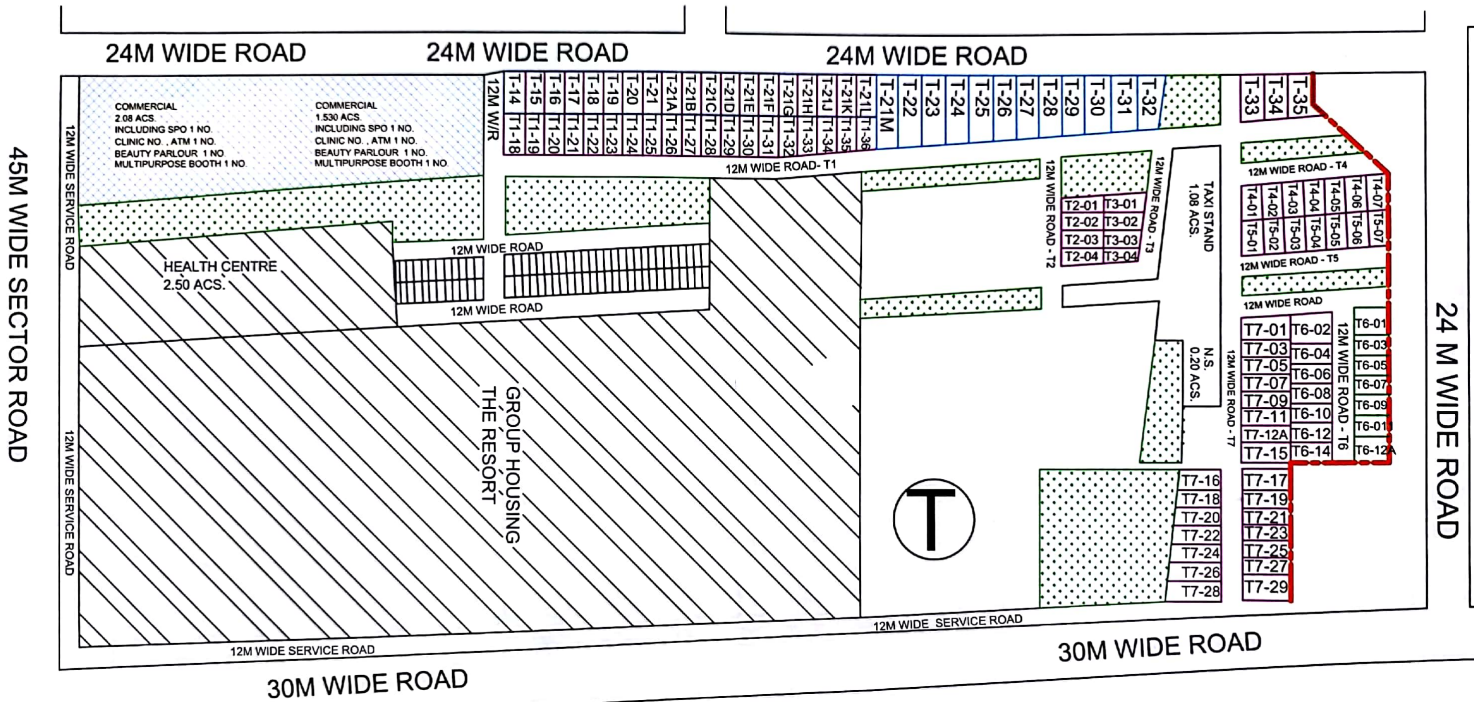 24M WIDE ROAD
24M WIDE ROAD
24M WIDE ROAD
45M WIDE SECTOR ROAD
12M WIDE SERVICE ROAD
12M WIDE SERVICE ROAD
COMMERCIAL
2.08 ACS.
INCLUDING SPO 1 NO.
CLINIC NO. , ATM 1 NO.
BEAUTY PARLOUR 1 NO
MULTIPURPOSE BOOTH 1 NO.
COMMERCIAL
1.530 ACS.
INCLUDING SPO 1 NO.
CLINIC NO. , ATM 1 NO.
BEAUTY PARLOUR 1 NO.
MULTIPURPOSE BOOTH 1 NO.
12M W/R
T-14
T-15
T-16
T-17
T-18
T-19
T-20
T-21
T-21A
T-21B
T-21C
T-21D
T-21E
T-21F
T-21G
T-21H
T-21J
T-21K
T-21L
T-21M
T-22
T-23
T-24
T-25
T-26
T-27
T-28
T-29
T-30
T-31
T-32
T-33
T-34
T-35
T1-18
T1-19
T1-20
T1-21
T1-22
T1-23
T1-24
T1-25
T1-26
T1-27
T1-28
T1-29
T1-30
T1-31
T1-32
T1-33
T1-34
T1-35
T1-36
12M WIDE ROAD- T1
12M WIDE ROAD
12M WIDE ROAD
HEALTH CENTRE
2.50 ACS.
GROUP HOUSING
THE RESORT
12M WIDE ROAD - T2
T2-01
T2-02
T2-03
T2-04
T3-01
T3-02
T3-03
T3-04
12M WIDE ROAD - T3
TAXI STAND
1.08 ACS.
N.S.
0.20 ACS.
12M WIDE ROAD - T4
T4-01
T4-02
T4-03
T4-04
T4-05
T4-06
T4-07
T5-01
T5-02
T5-03
T5-04
T5-05
T5-06
T5-07
12M WIDE ROAD - T5
12M WIDE ROAD
12M WIDE ROAD - T7
T7-01
T7-03
T7-05
T7-07
T7-09
T7-11
T7-12A
T7-15
T6-02
T6-04
T6-06
T6-08
T6-10
T6-12
T6-14
12M WIDE ROAD - T6
T6-01
T6-03
T6-05
T6-07
T6-09
T6-01
T6-12A
T7-16
T7-18
T7-20
T7-22
T7-24
T7-26
T7-28
T7-17
T7-19
T7-21
T7-23
T7-25
T7-27
T7-29
T
24 M WIDE ROAD
12M WIDE SERVICE ROAD
12M WIDE SERVICE ROAD
30M WIDE ROAD
30M WIDE ROAD